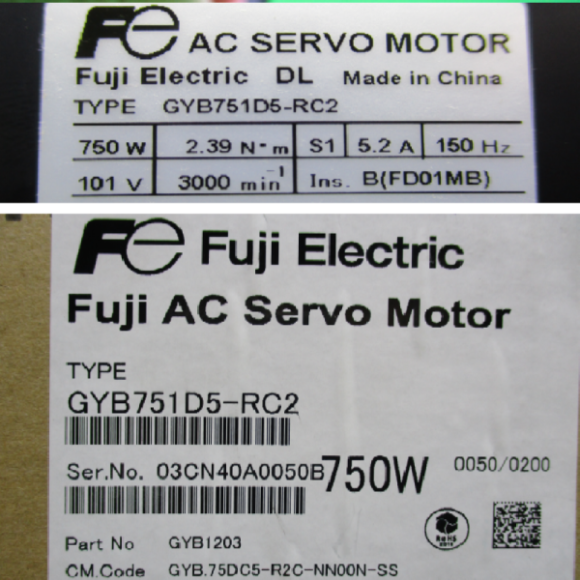 Fe AC SERVO MOTOR
Fuji Electric DL Made in China
TYPE GYB751D5-RC2
750 W 2.39 N·m S1 5.2 A 150 Hz
101 V 3000 min⁻¹ Ins. B(FD01MB)
Fe Fuji Electric
Fuji AC Servo Motor
TYPE
GYB751D5-RC2
Ser.No. 03CN40A0050B 750W 0050/0200
RoHS
Part No GYB1203
CM.Code GYB.75DC5-R2C-NN00N-SS